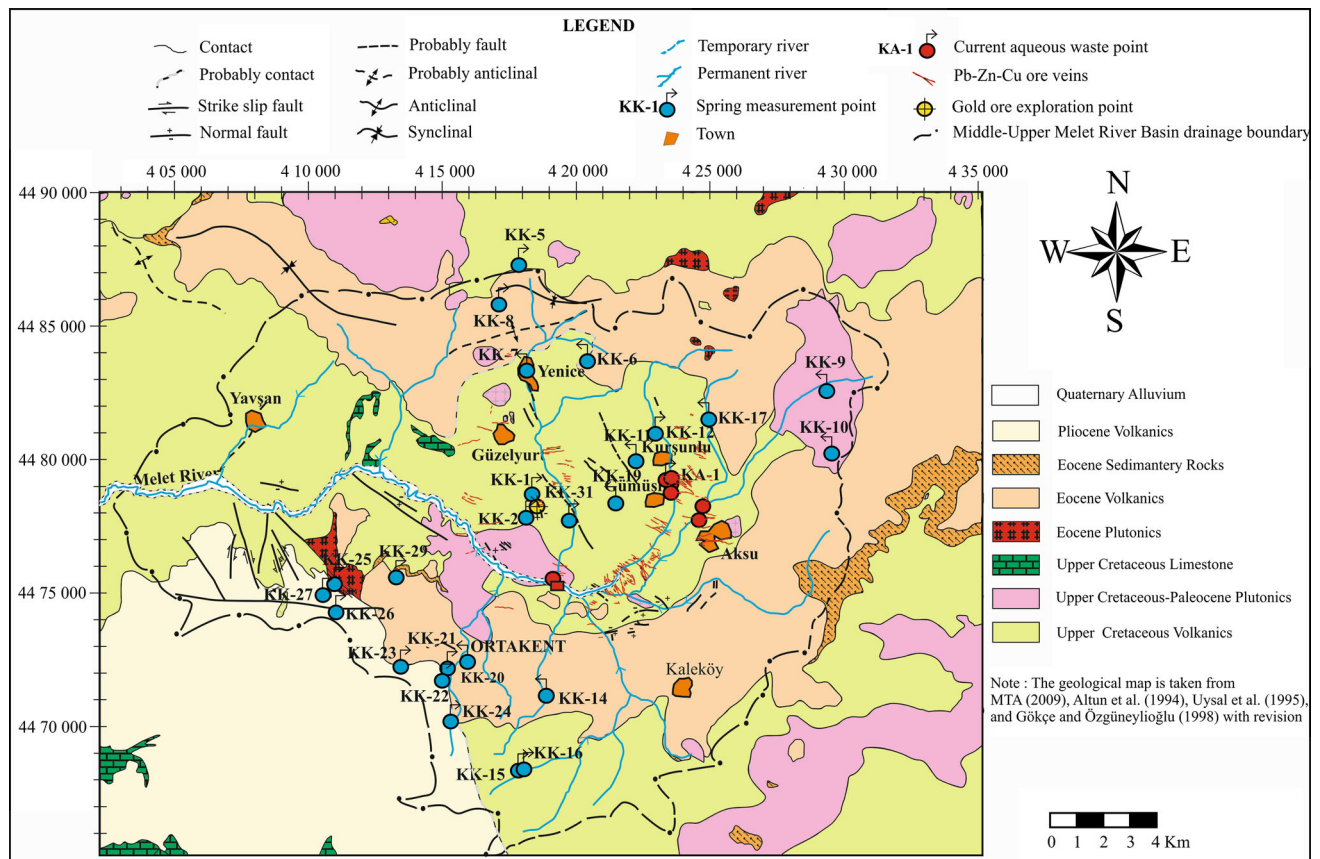 LEGEND
Contact
Probably contact
Strike slip fault
Normal fault
Probably fault
Probably anticlinal
Anticlinal
Synclinal
Temporary river
Permanent river
KK-1 Spring measurement point
Town
KA-1 Current aqueous waste point
Pb-Zn-Cu ore veins
Gold ore exploration point
Middle-Upper Melet River Basin drainage boundary
4 05 000 4 10 000 4 20 000 4 25 000 4 30 000 4 35 000
44 90 000
44 85 000
44 80 000
44 75 000
44 70 000
N
W E
S
KK-5
KK-8
KK-7
KK-6
Yenice
KK-9
Yavşan
KK-17
KK-10
KK-11
KK-12
Güzelyurt
Kurşunlu
Melet River
KK-1
KK-19
KA-1
KK-31
Gümüş
KK-2
Aksu
KK-25
KK-29
KK-27
KK-26
KK-21
ORTAKENT
KK-23
KK-20
KK-22
Kaleköy
KK-14
KK-24
KK-16
KK-15
Quaternary Alluvium
Pliocene Volkanics
Eocene Sedimantery Rocks
Eocene Volkanics
Eocene Plutonics
Upper Cretaceous Limestone
Upper Cretaceous-Paleocene Plutonics
Upper Cretaceous Volkanics
Note : The geological map is taken from
MTA (2009), Altun et al. (1994), Uysal et al. (1995),
and Gökçe and Özgüneylioğlu (1998) with revision
0 1 2 3 4 Km